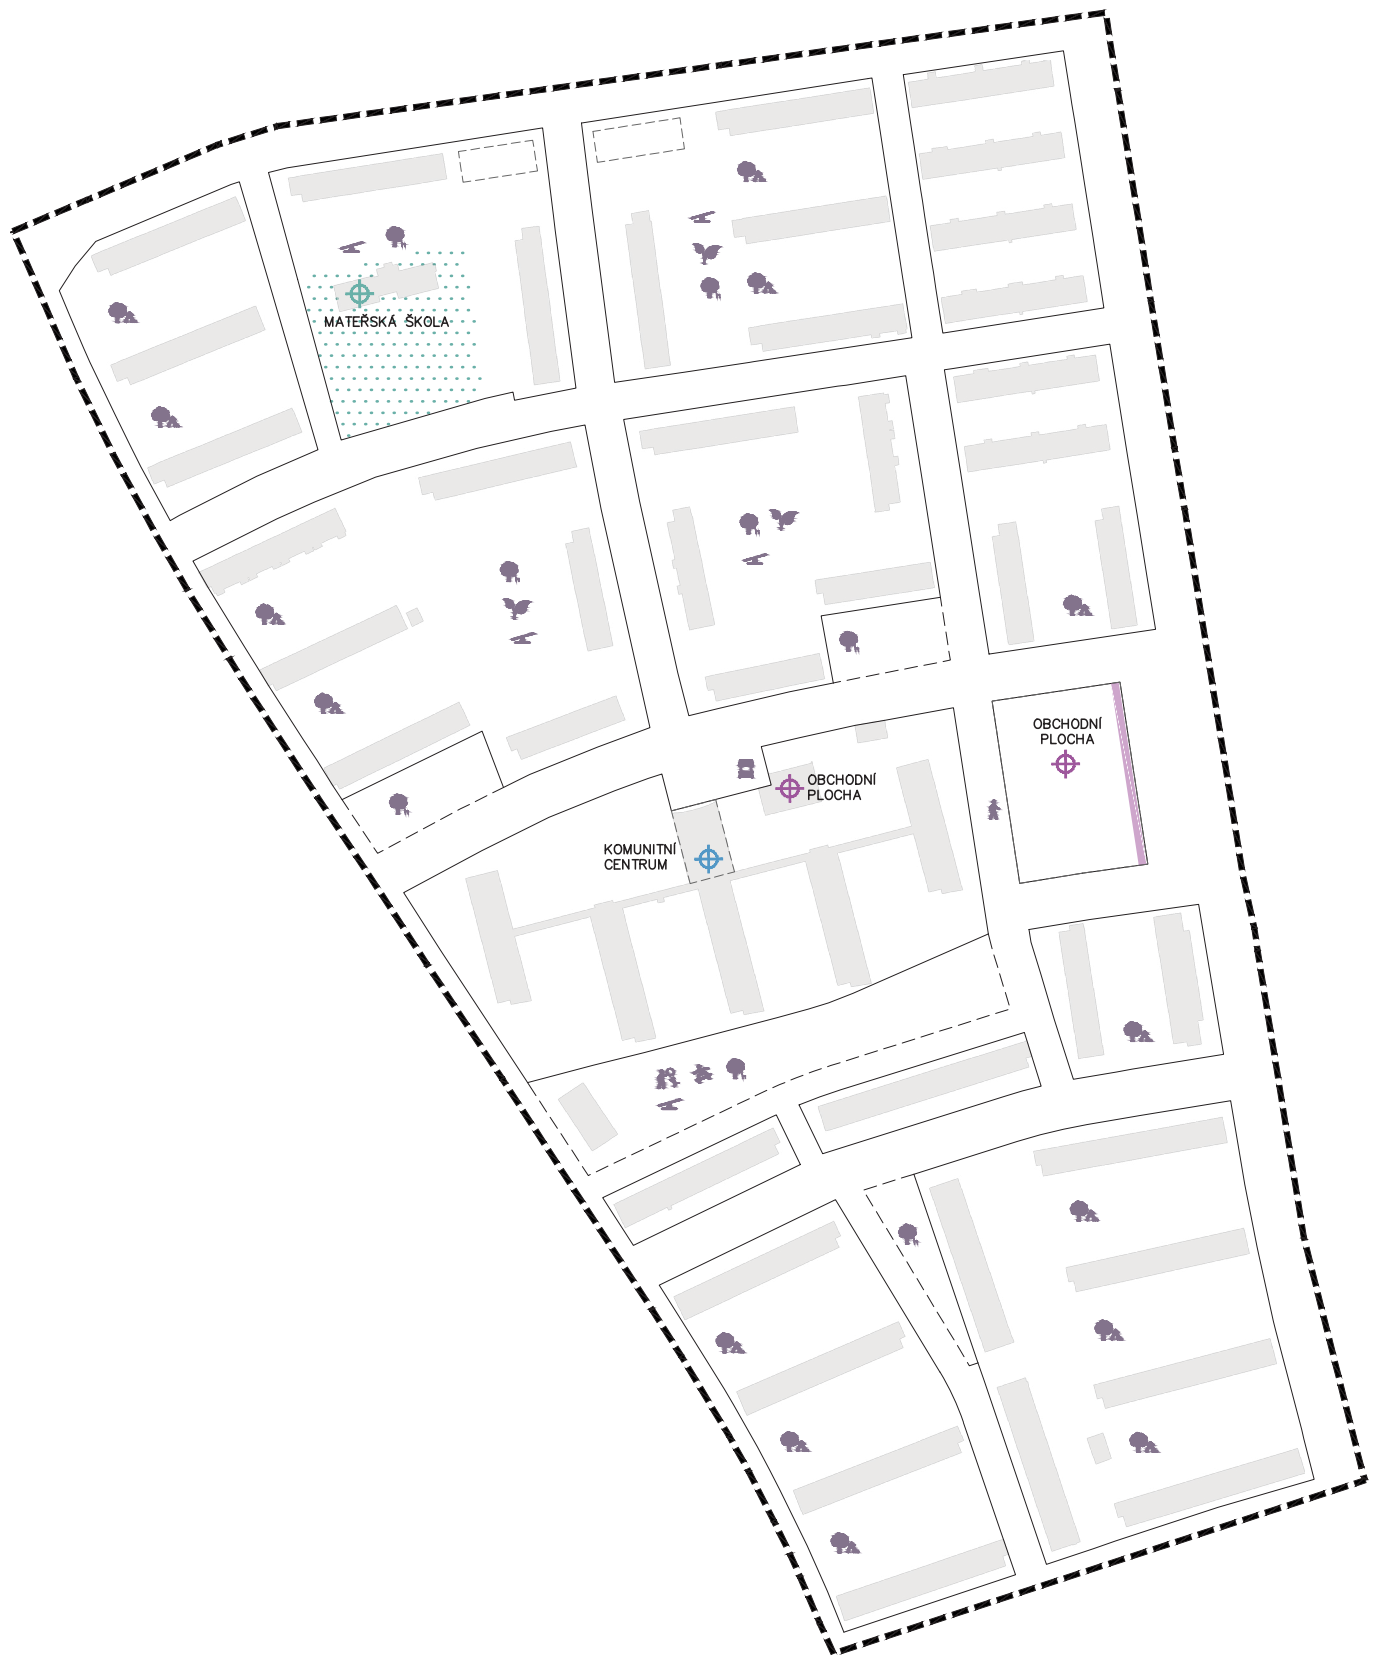 MATEŘSKÁ ŠKOLA
OBCHODNÍ
PLOCHA
OBCHODNÍ
PLOCHA
KOMUNITNÍ
CENTRUM